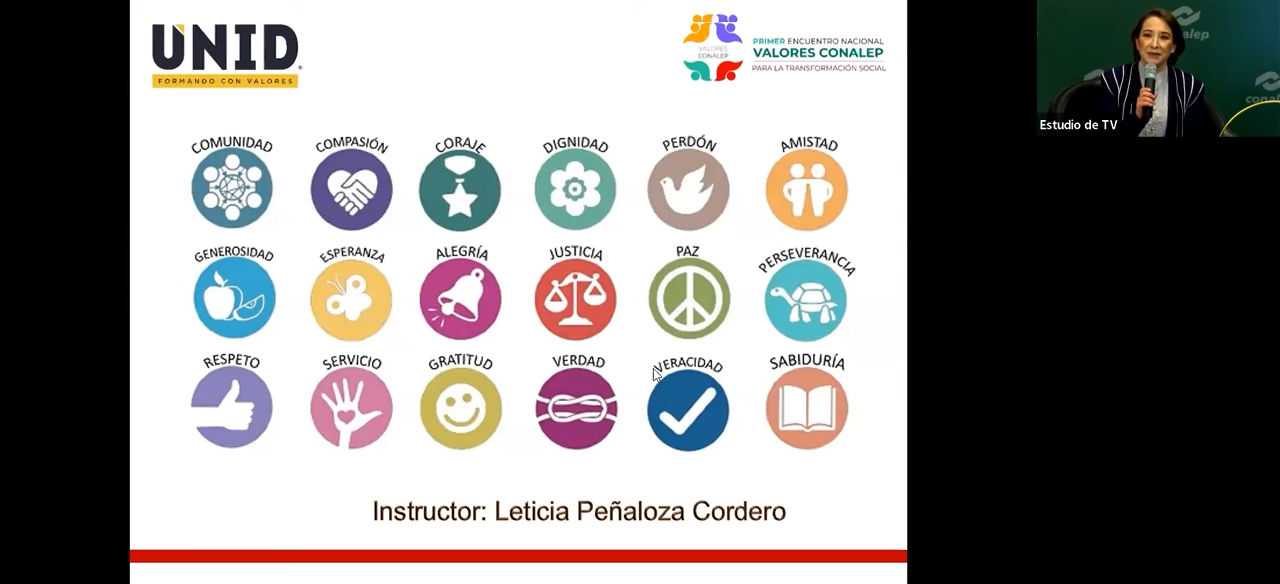 UNID
FORMANDO CON VALORES
VALORES
CONALEP
PRIMER ENCUENTRO NACIONAL
VALORES CONALEP
PARA LA TRANSFORMACIÓN SOCIAL
conalep
conalep
Estudio de TV
COMUNIDAD
COMPASIÓN
CORAJE
DIGNIDAD
PERDÓN
AMISTAD
GENEROSIDAD
ESPERANZA
ALEGRÍA
JUSTICIA
PAZ
PERSEVERANCIA
RESPETO
SERVICIO
GRATITUD
VERDAD
VERACIDAD
SABIDURÍA
Instructor: Leticia Peñaloza Cordero